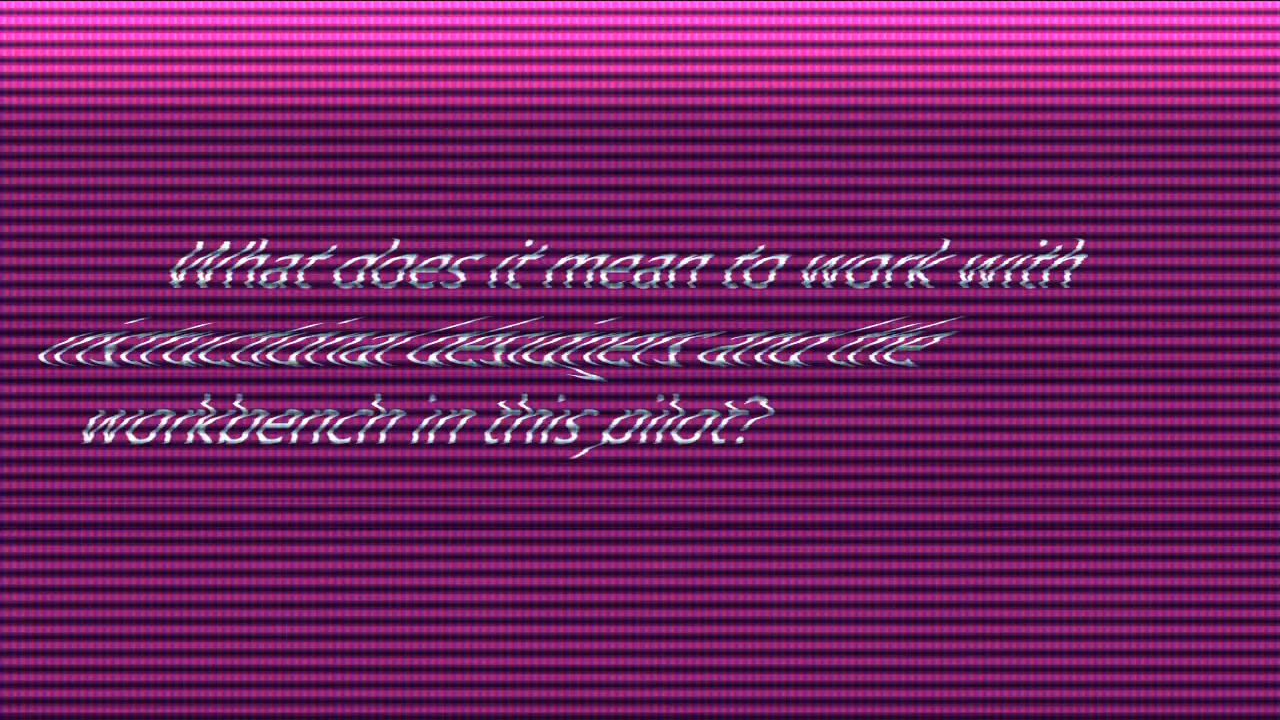 What does it mean to work with
instructional designers and the
workbench in this pilot?